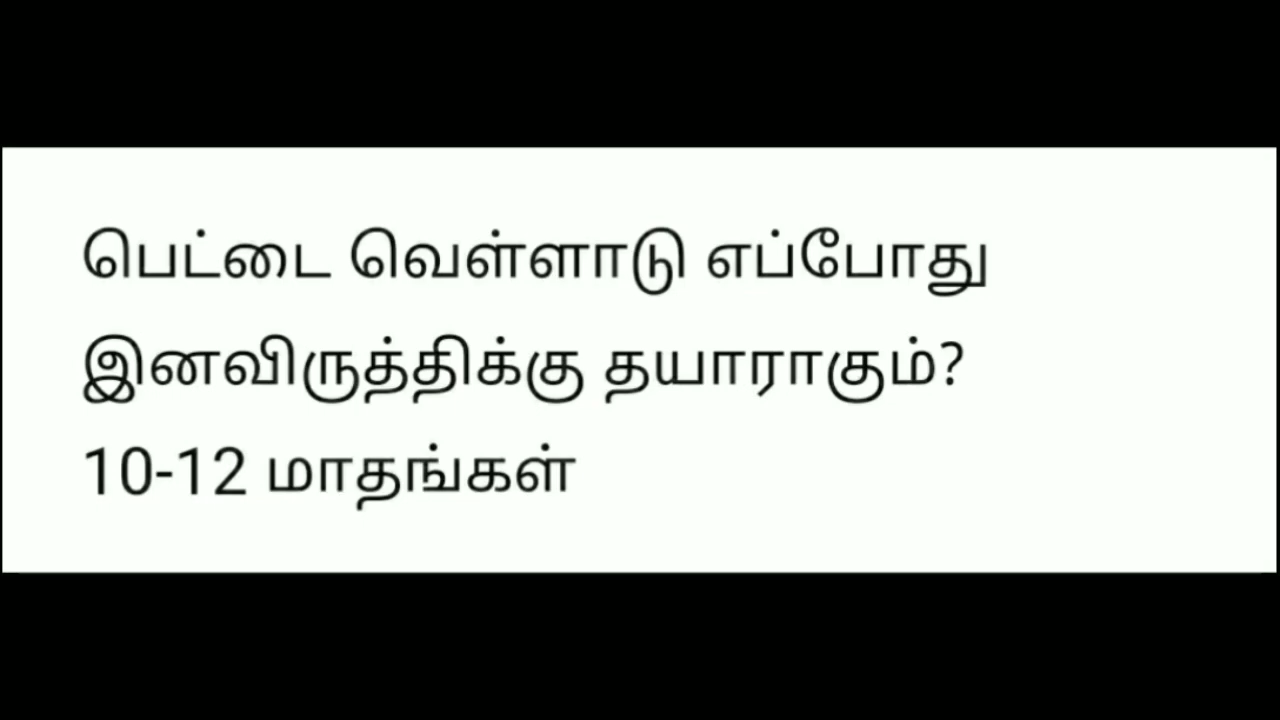 பெட்டை வெள்ளாடு எப்போது
இனவிருத்திக்கு தயாராகும்?
10-12 மாதங்கள்